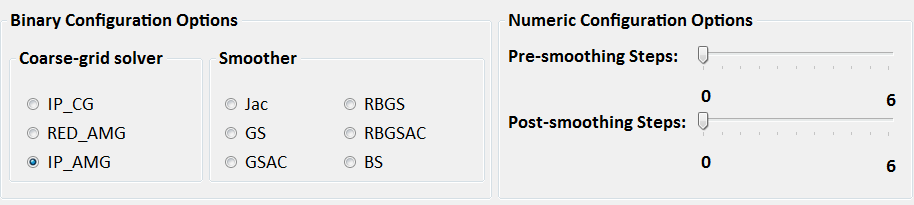 Binary Configuration Options
Coarse-grid solver
IP_CG
RED_AMG
IP_AMG
Smoother
Jac
GS
GSAC
RBGS
RBGSAC
BS
Numeric Configuration Options
Pre-smoothing Steps:
0 6
Post-smoothing Steps:
0 6